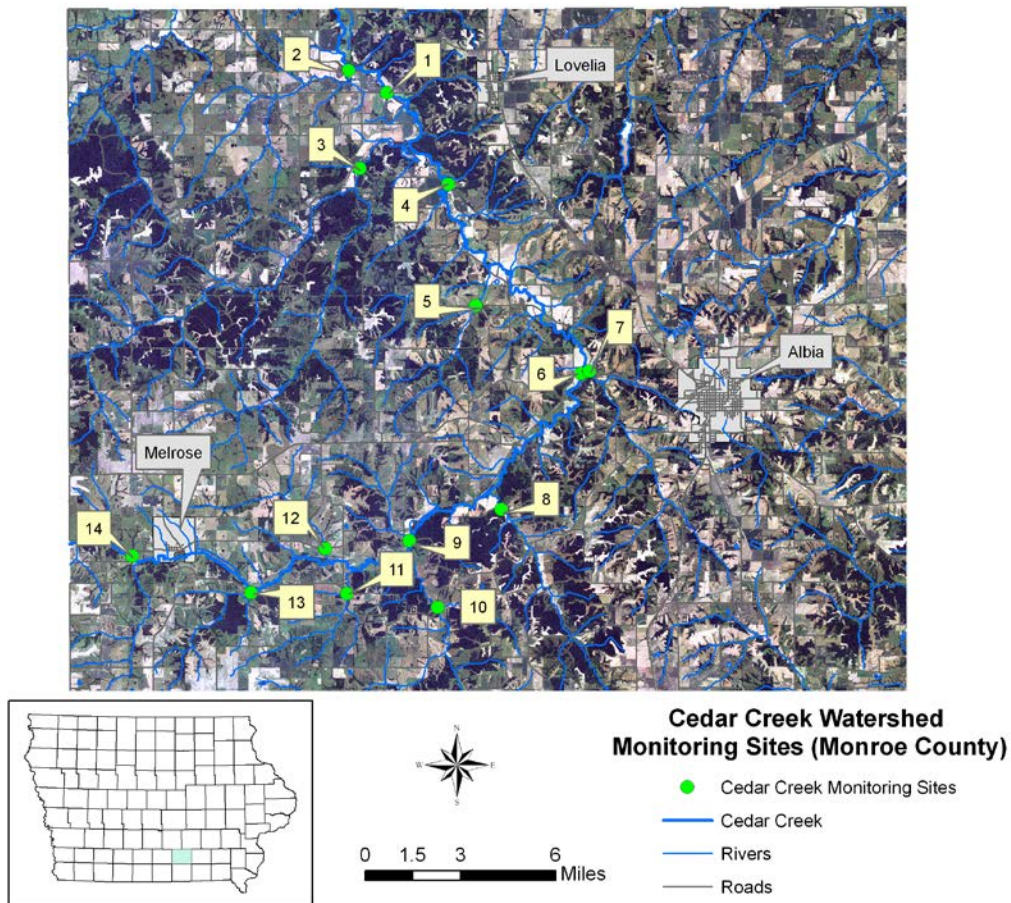 2
1
Lovelia
3
4
5
7
6
Albia
Melrose
8
12
14
9
11
13
10
N
W E
S
0 1.5 3 6
Miles
Cedar Creek Watershed
Monitoring Sites (Monroe County)
Cedar Creek Monitoring Sites
Cedar Creek
Rivers
Roads